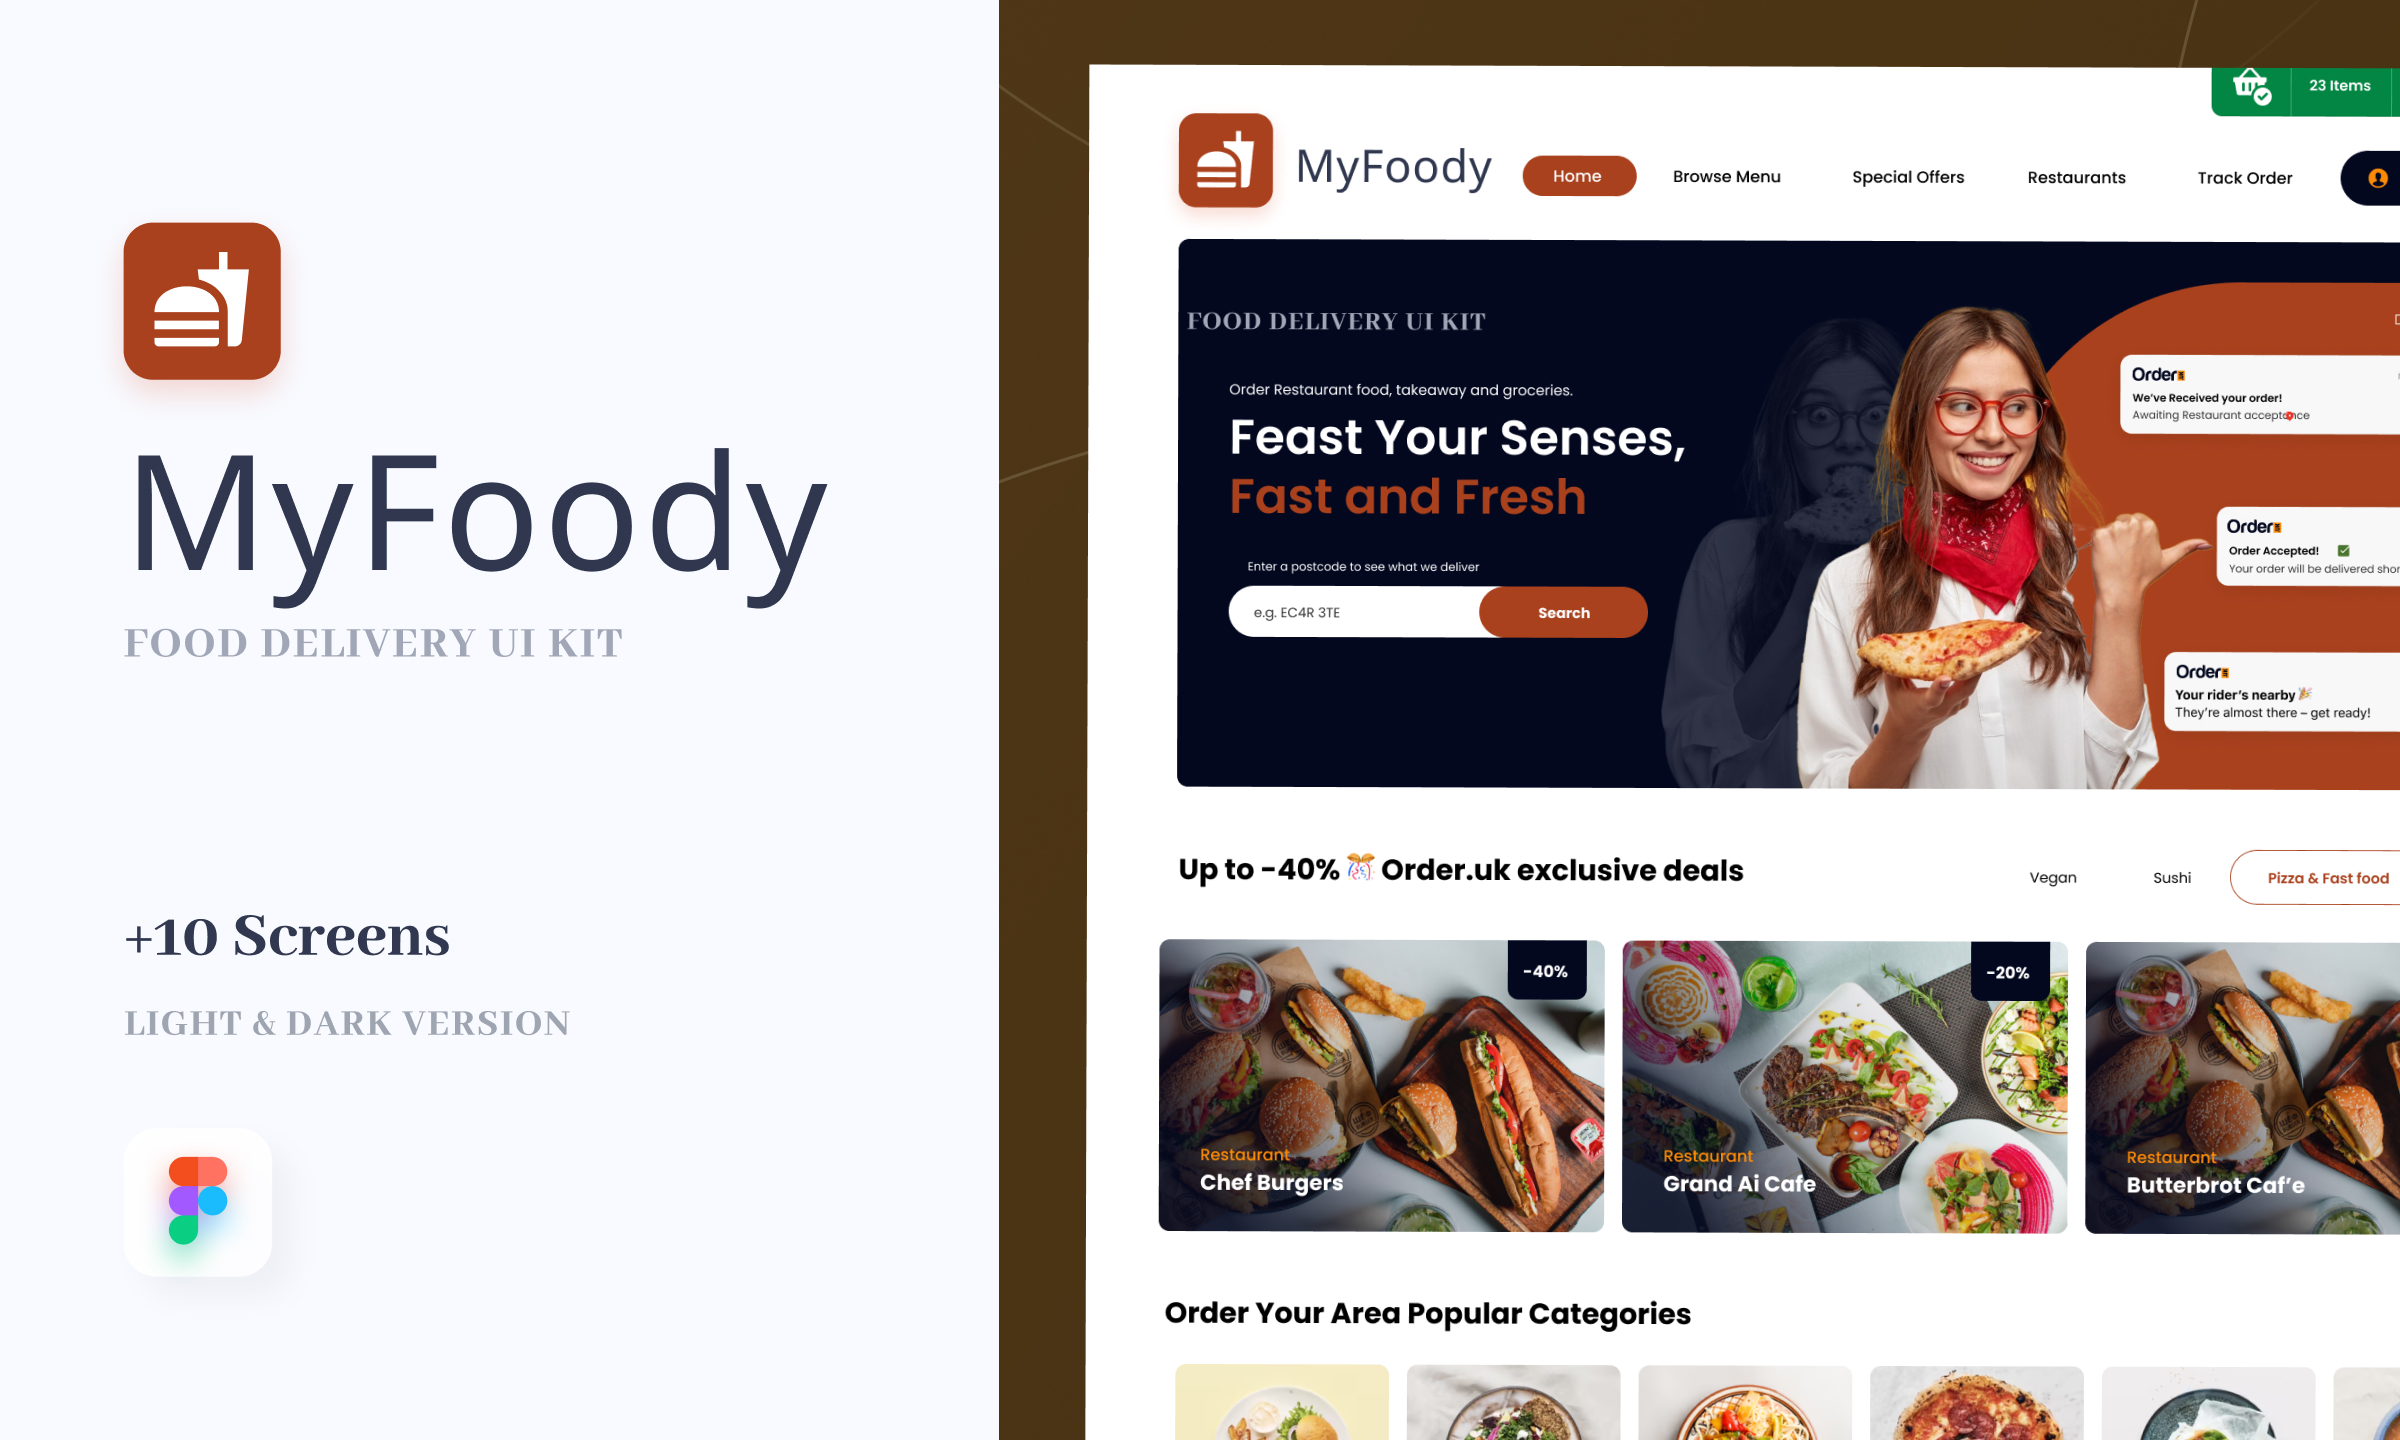 MyFoody
FOOD DELIVERY UI KIT
+10 Screens
LIGHT & DARK VERSION
23 Items
MyFoody
Home
Browse Menu
Special Offers
Restaurants
Track Order
FOOD DELIVERY UI KIT
Order Restaurant food, takeaway and groceries.
Feast Your Senses,
Fast and Fresh
Enter a postcode to see what we deliver
e.g. EC4R 3TE
Search
Order
We've Received your order!
Awaiting Restaurant acceptance
Order
Order Accepted!
Your order will be delivered
Order
Your rider's nearby 🎉
They're almost there – get ready!
Up to -40% 🎊 Order.uk exclusive deals
Vegan
Sushi
Pizza & Fast food
-40%
Restaurant
Chef Burgers
-20%
Restaurant
Grand Ai Cafe
Restaurant
Butterbrot Caf'e
Order Your Area Popular Categories